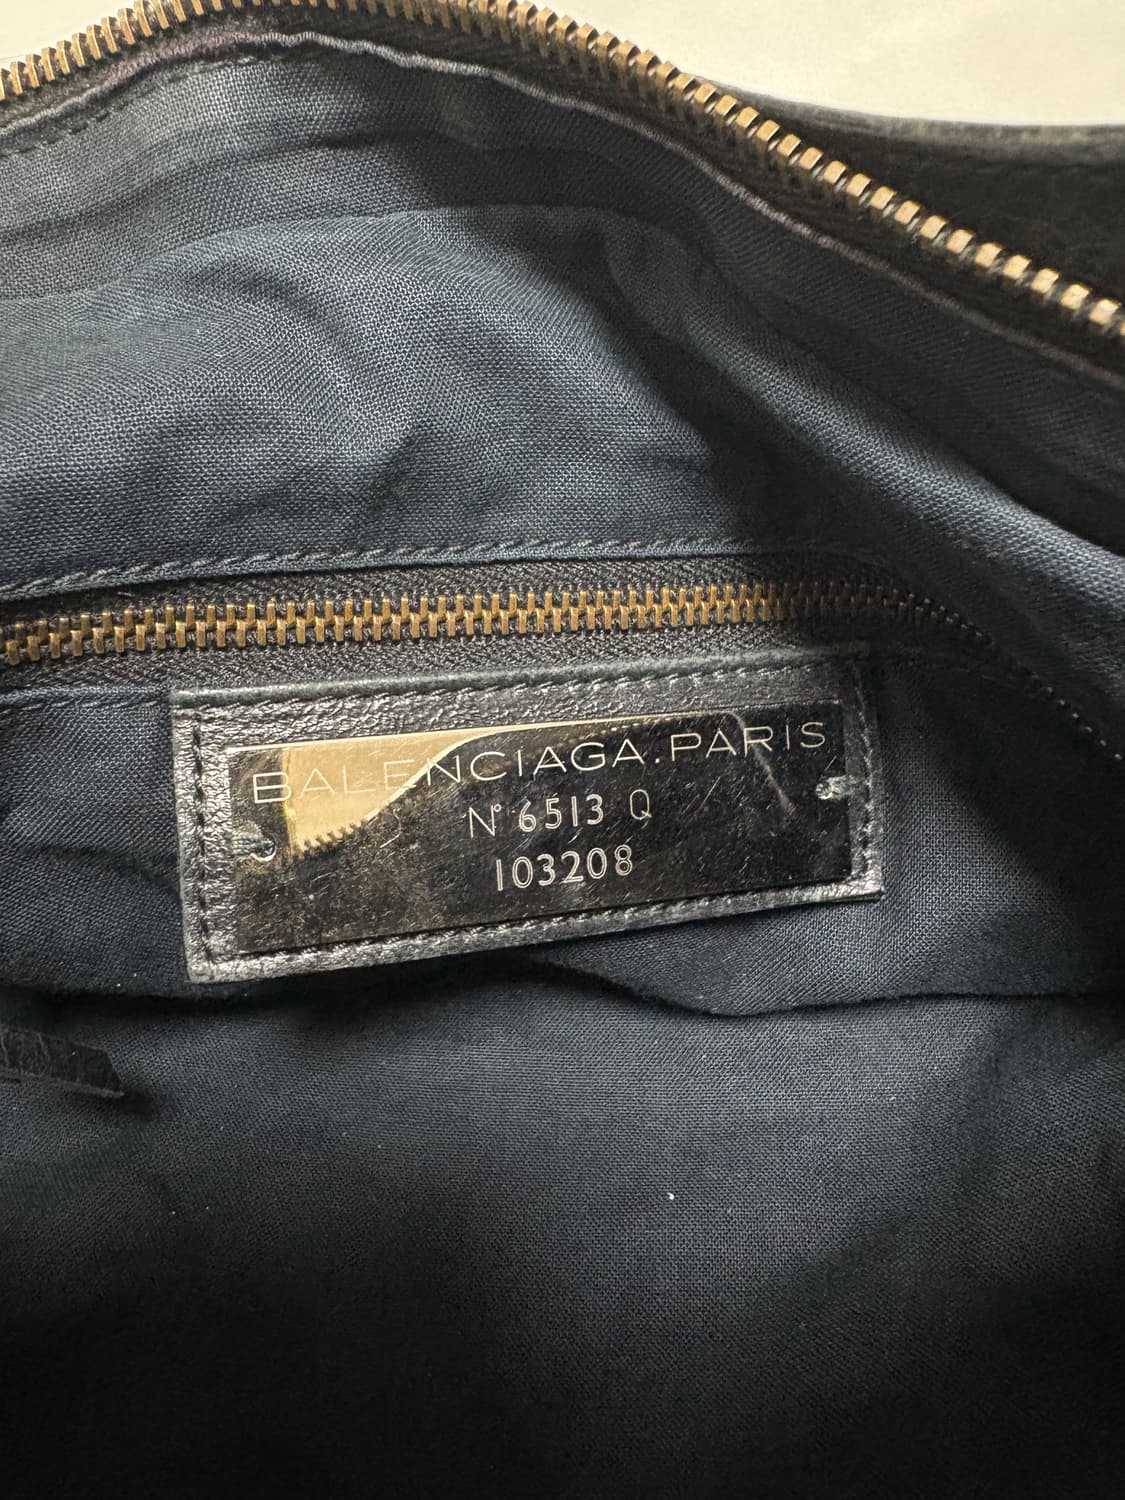 BALENCIAGA.PARIS
N° 6513 Q
103208